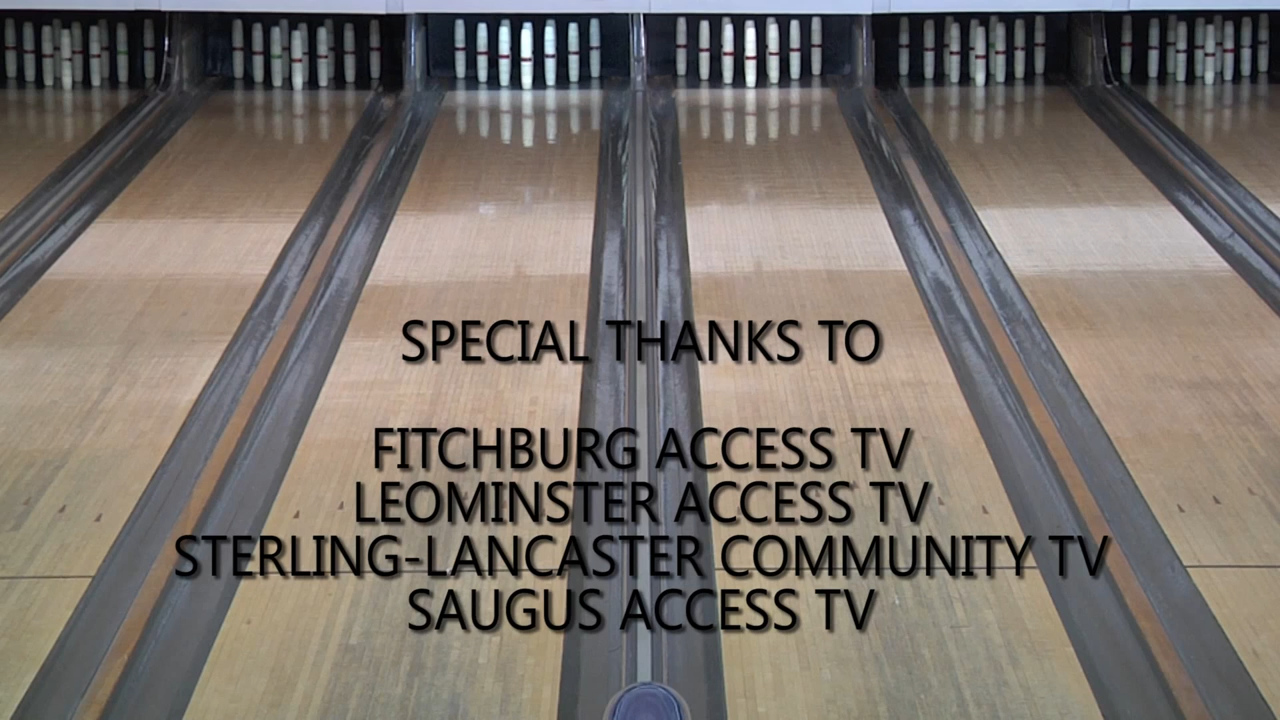 SPECIAL THANKS TO
FITCHBURG ACCESS TV
LEOMINSTER ACCESS TV
STERLING-LANCASTER COMMUNITY TV
SAUGUS ACCESS TV